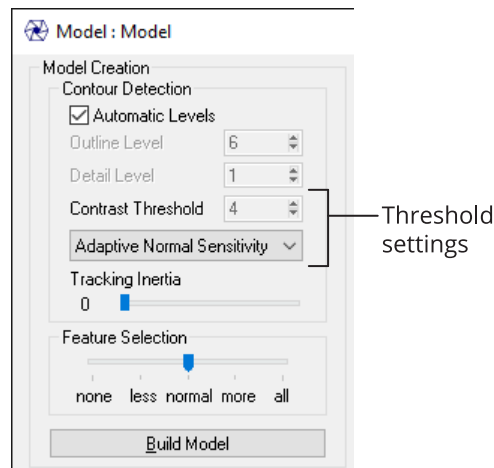 Model : Model
Model Creation
Contour Detection
Automatic Levels
Outline Level 6
Detail Level 1
Contrast Threshold 4
Adaptive Normal Sensitivity
Threshold
settings
Tracking Inertia
0
Feature Selection
none less normal more all
Build Model